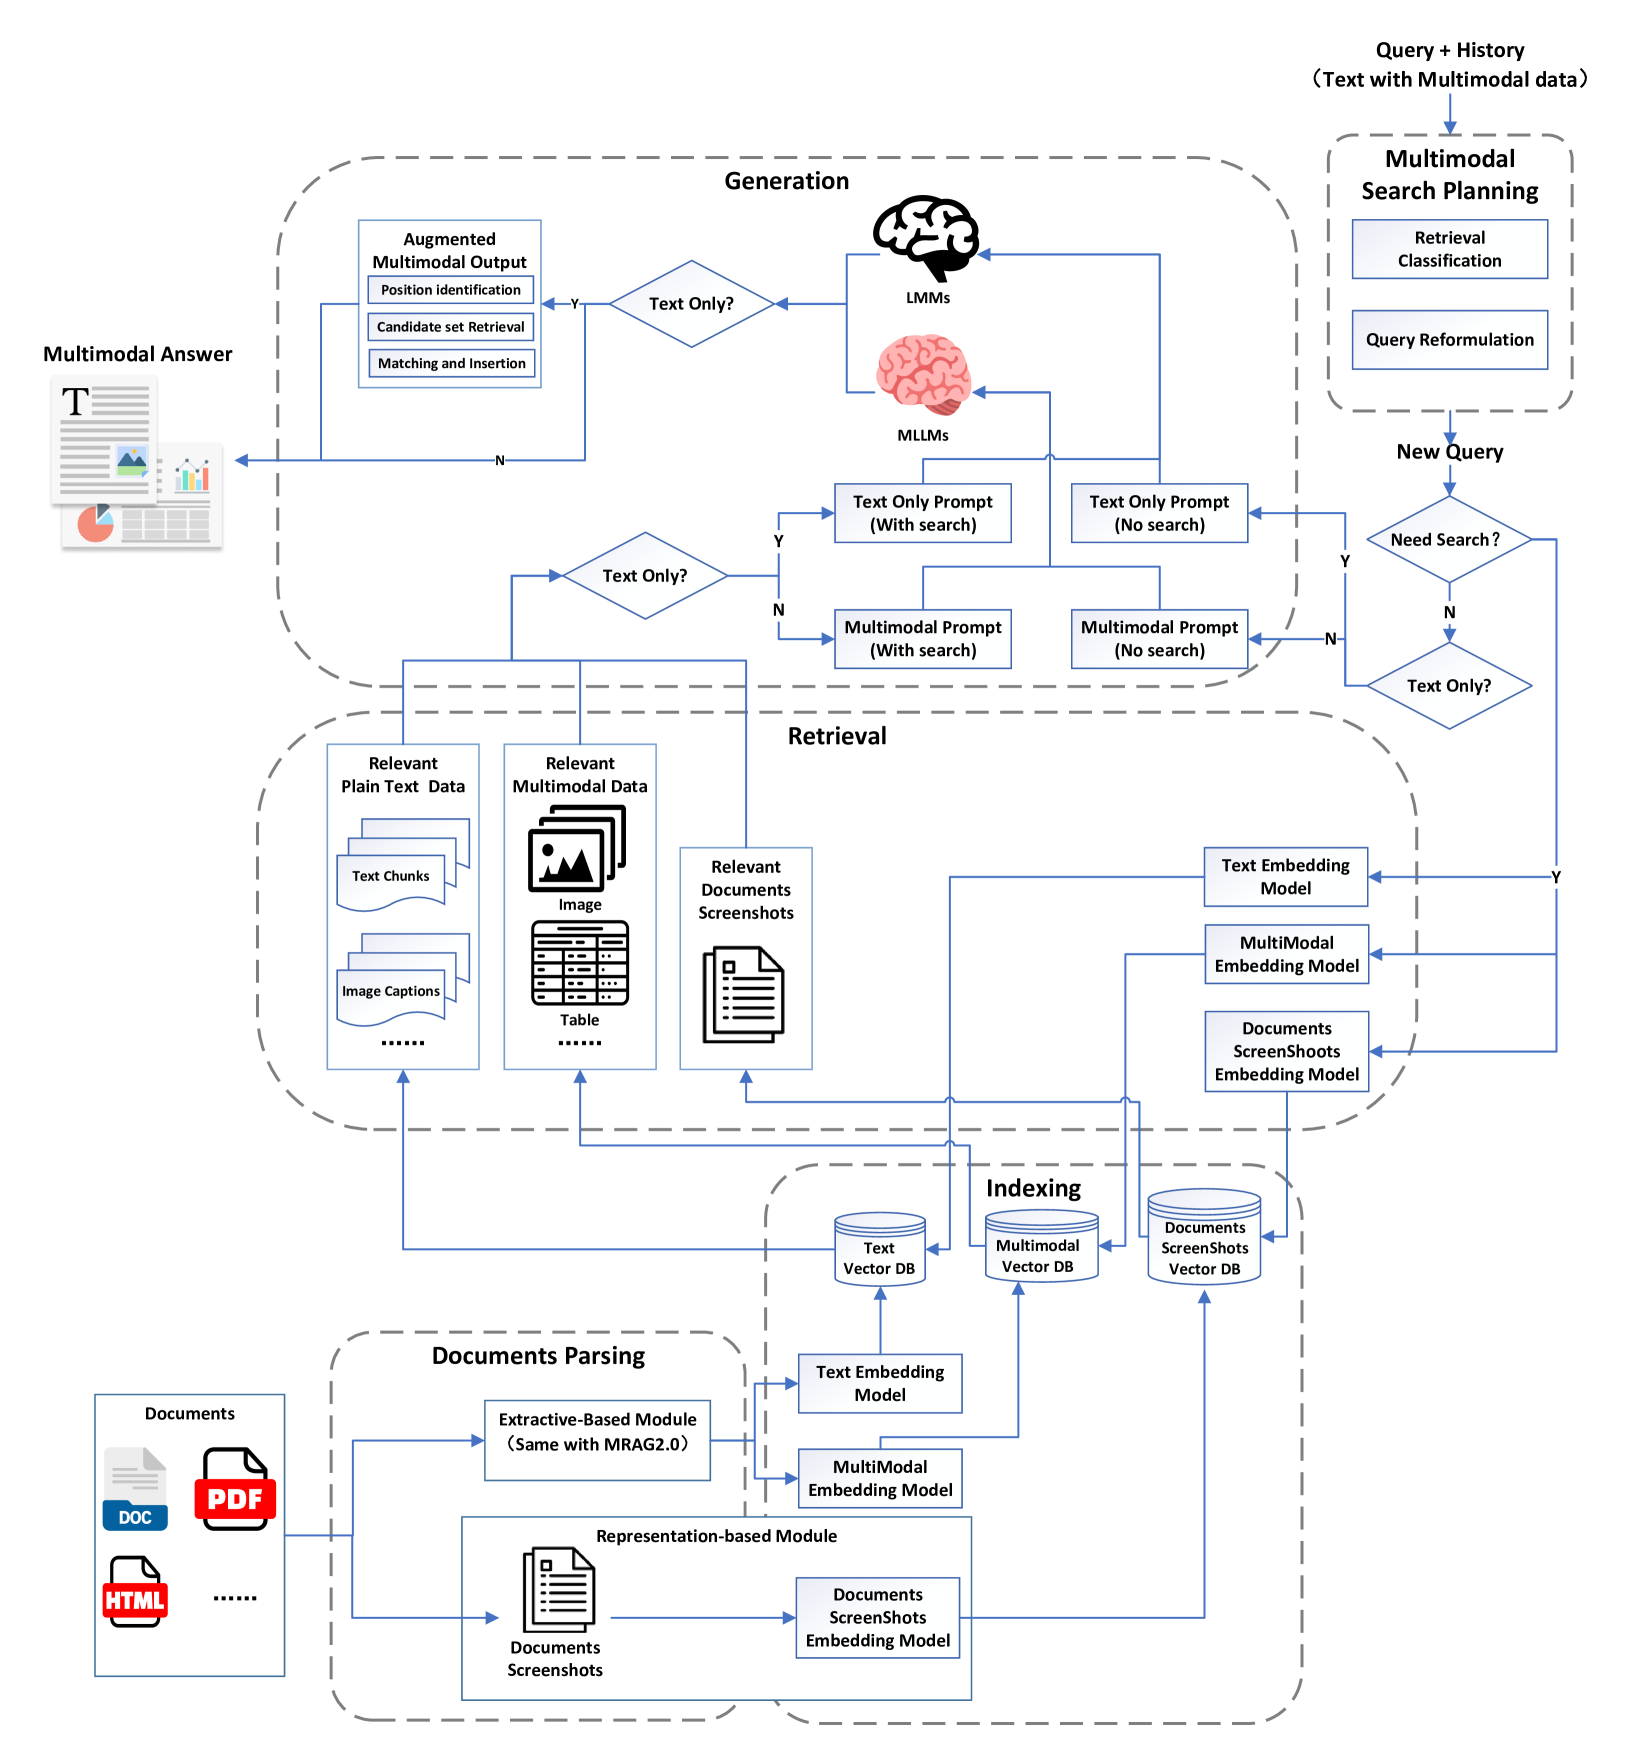 Query + History
（Text with Multimodal data）
Multimodal
Search Planning
Retrieval
Classification
Query Reformulation
New Query
Need Search?
N
Text Only?
Y
N
Y
Generation
Augmented
Multimodal Output
Position identification
Candidate set Retrieval
Matching and Insertion
Y
Text Only?
N
LMMs
MLLMs
Multimodal Answer
T
Text Only?
Y
N
Text Only Prompt
(With search)
Text Only Prompt
(No search)
Multimodal Prompt
(With search)
Multimodal Prompt
(No search)
Retrieval
Relevant
Plain Text Data
Text Chunks
Image Captions
......
Relevant
Multimodal Data
Image
Table
......
Relevant
Documents
Screenshots
Text Embedding
Model
MultiModal
Embedding Model
Documents
ScreenShoots
Embedding Model
Indexing
Text
Vector DB
Multimodal
Vector DB
Documents
ScreenShots
Vector DB
Text Embedding
Model
MultiModal
Embedding Model
Documents Parsing
Extractive-Based Module
（Same with MRAG2.0）
Representation-based Module
Documents
Screenshots
Documents
ScreenShots
Embedding Model
Documents
DOC
PDF
HTML
......